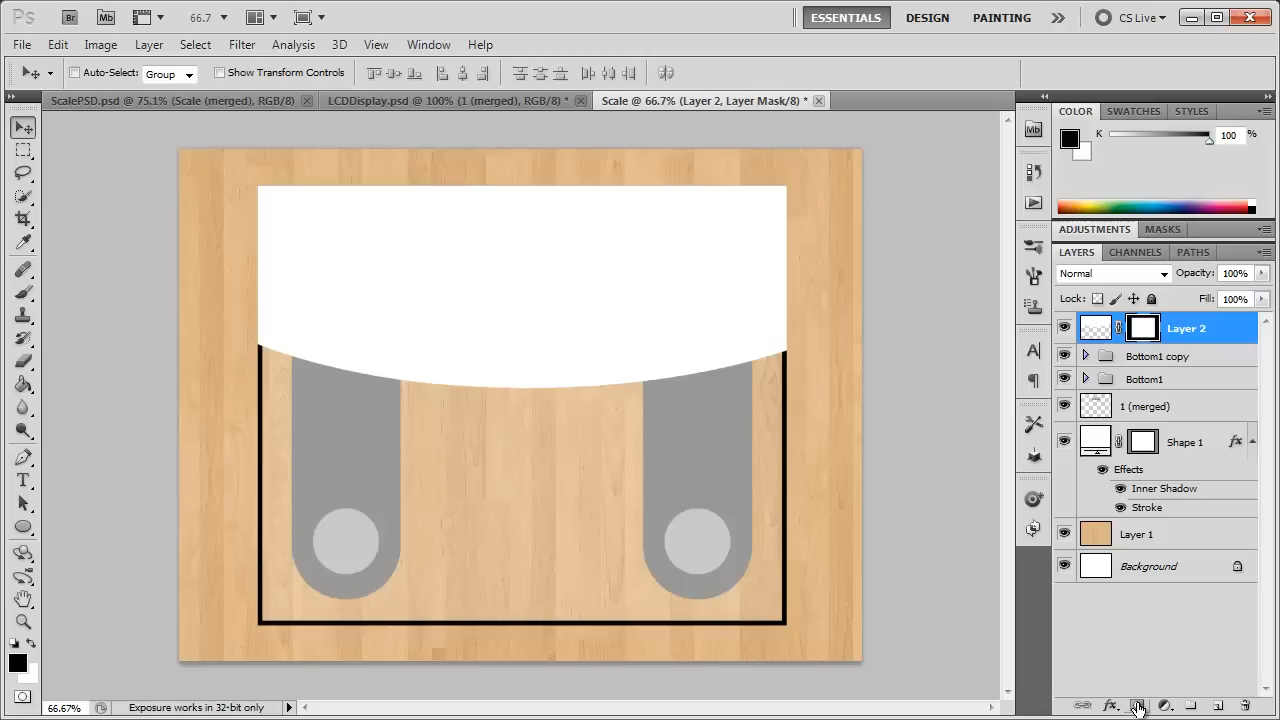 Ps Br Mb 66.7 ESSENTIALS DESIGN PAINTING CS Live
File Edit Image Layer Select Filter Analysis 3D View Window Help
Auto-Select: Group Show Transform Controls
ScalePSD.psd @ 75.1% (Scale (merged), RGB/8) LCDDisplay.psd @ 100% (1 (merged), RGB/8) * Scale @ 66.7% (Layer 2, Layer Mask/8) *
COLOR SWATCHES STYLES
Mb
K 100 %
ADJUSTMENTS MASKS
LAYERS CHANNELS PATHS
Normal Opacity: 100%
Lock: Fill: 100%
Layer 2
Bottom1 copy
Bottom1
1 (merged)
Shape 1 fx
Effects
Inner Shadow
Stroke
Layer 1
Background
66.67% Exposure works in 32-bit only